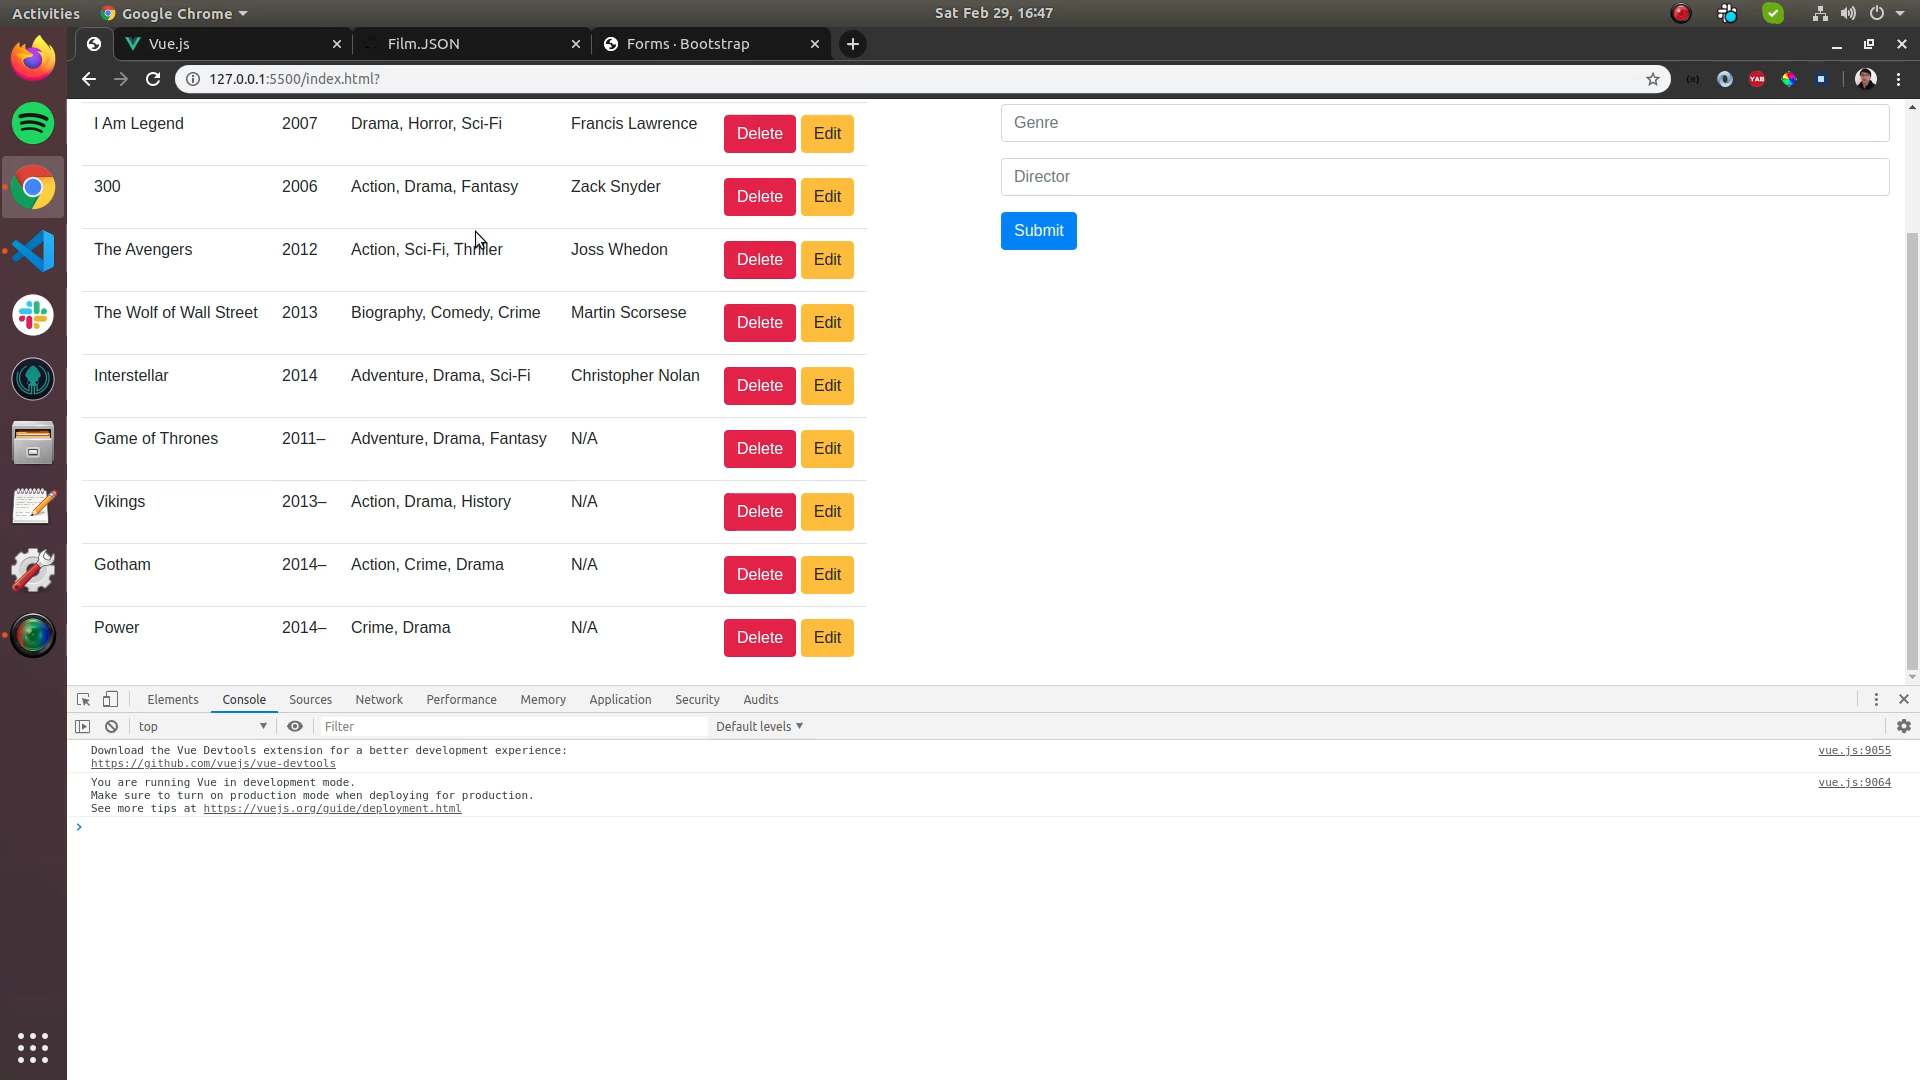 Activities Google Chrome Sat Feb 29, 16:47
Vue.js Film.JSON Forms · Bootstrap
127.0.0.1:5500/index.html? YAB
I Am Legend 2007 Drama, Horror, Sci-Fi Francis Lawrence Delete Edit
300 2006 Action, Drama, Fantasy Zack Snyder Delete Edit
The Avengers 2012 Action, Sci-Fi, Thriller Joss Whedon Delete Edit
The Wolf of Wall Street 2013 Biography, Comedy, Crime Martin Scorsese Delete Edit
Interstellar 2014 Adventure, Drama, Sci-Fi Christopher Nolan Delete Edit
Game of Thrones 2011– Adventure, Drama, Fantasy N/A Delete Edit
Vikings 2013– Action, Drama, History N/A Delete Edit
Gotham 2014– Action, Crime, Drama N/A Delete Edit
Power 2014– Crime, Drama N/A Delete Edit
Genre
Director
Submit
Elements Console Sources Network Performance Memory Application Security Audits
top Filter Default levels
Download the Vue Devtools extension for a better development experience: vue.js:9055
https://github.com/vuejs/vue-devtools
You are running Vue in development mode. vue.js:9064
Make sure to turn on production mode when deploying for production.
See more tips at https://vuejs.org/guide/deployment.html